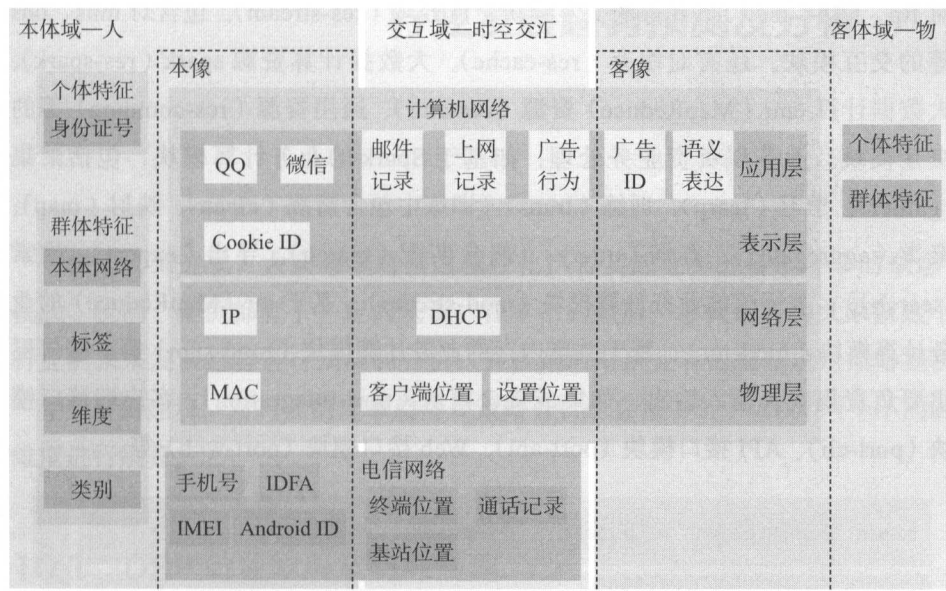 本体域—人
交互域—时空交汇
客体域—物
本像
客像
个体特征
身份证号
群体特征
本体网络
标签
维度
类别
计算机网络
QQ
微信
邮件
记录
上网
记录
广告
行为
广告
ID
语义
表达
应用层
Cookie ID
表示层
IP
DHCP
网络层
MAC
客户端位置
设置位置
物理层
手机号
IDFA
IMEI
Android ID
电信网络
终端位置
通话记录
基站位置
个体特征
群体特征